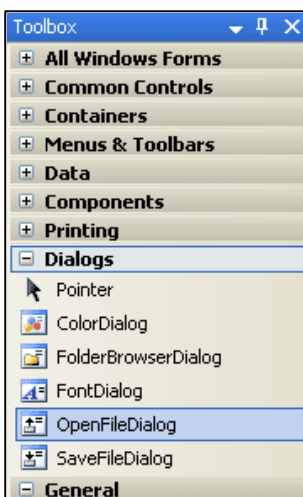 Toolbox
All Windows Forms
Common Controls
Containers
Menus & Toolbars
Data
Components
Printing
Dialogs
Pointer
ColorDialog
FolderBrowserDialog
FontDialog
OpenFileDialog
SaveFileDialog
General